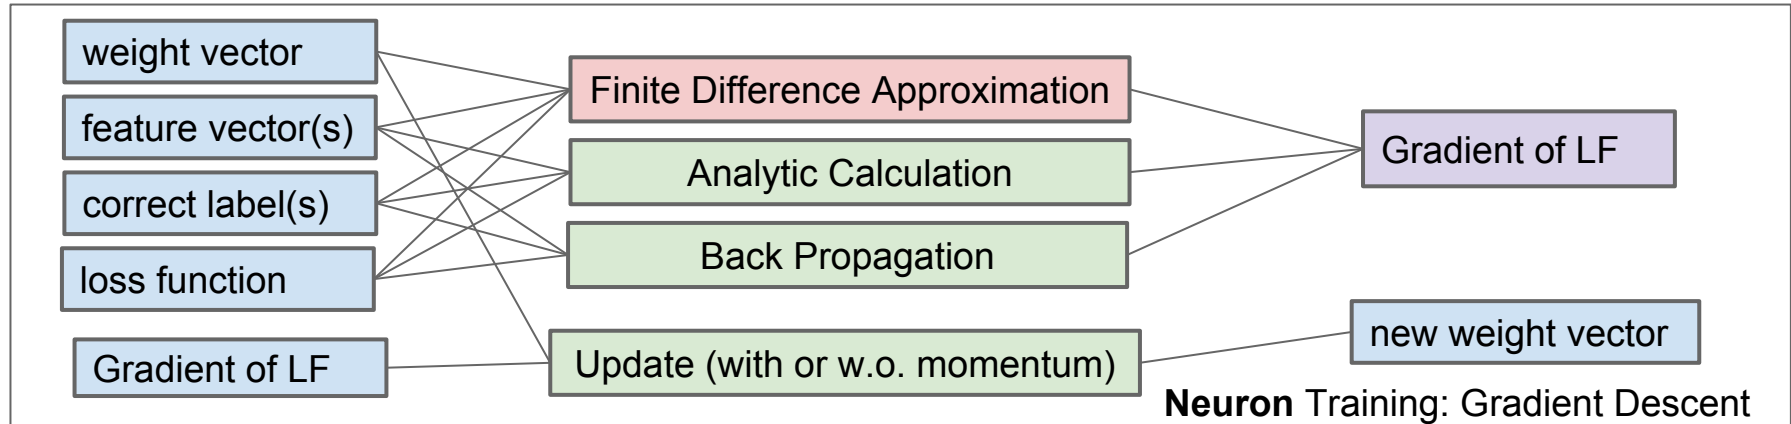 weight vector
feature vector(s)
correct label(s)
loss function
Gradient of LF
Finite Difference Approximation
Analytic Calculation
Back Propagation
Update (with or w.o. momentum)
Gradient of LF
new weight vector
Neuron Training: Gradient Descent